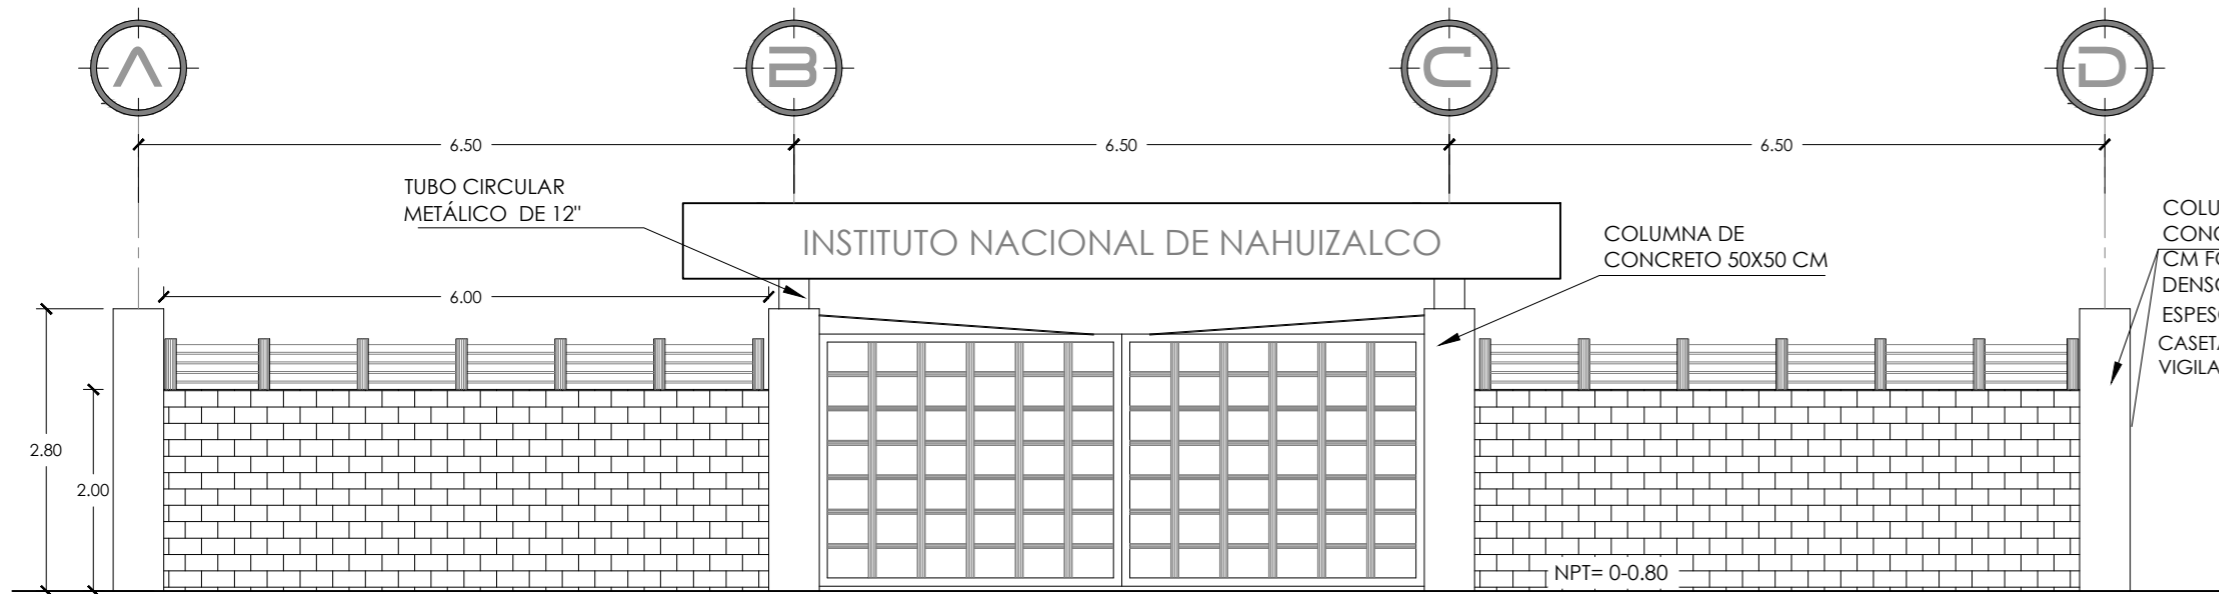 A
B
C
D
6.50
6.50
6.50
TUBO CIRCULAR
METÁLICO DE 12"
INSTITUTO NACIONAL DE NAHUIZALCO
COLUMNA DE
CONCRETO 50X50 CM
CM
6.00
2.80
2.00
NPT= 0-0.80